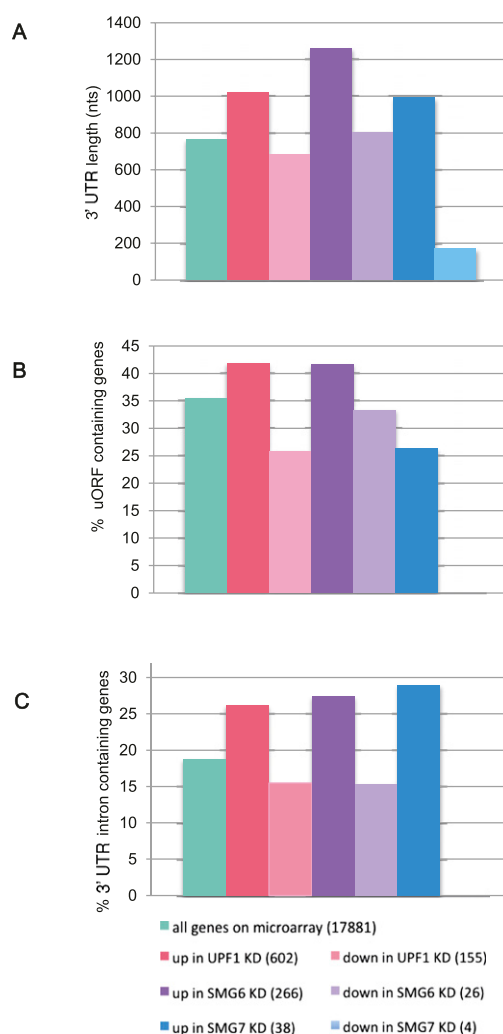 A
3' UTR length (nts)
1400
1200
1000
800
600
400
200
0
B
% uORF containing genes
45
40
35
30
25
20
15
10
5
0
C
% 3' UTR intron containing genes
30
25
20
15
10
5
0
all genes on microarray (17881)
up in UPF1 KD (602) down in UPF1 KD (155)
up in SMG6 KD (266) down in SMG6 KD (26)
up in SMG7 KD (38) down in SMG7 KD (4)